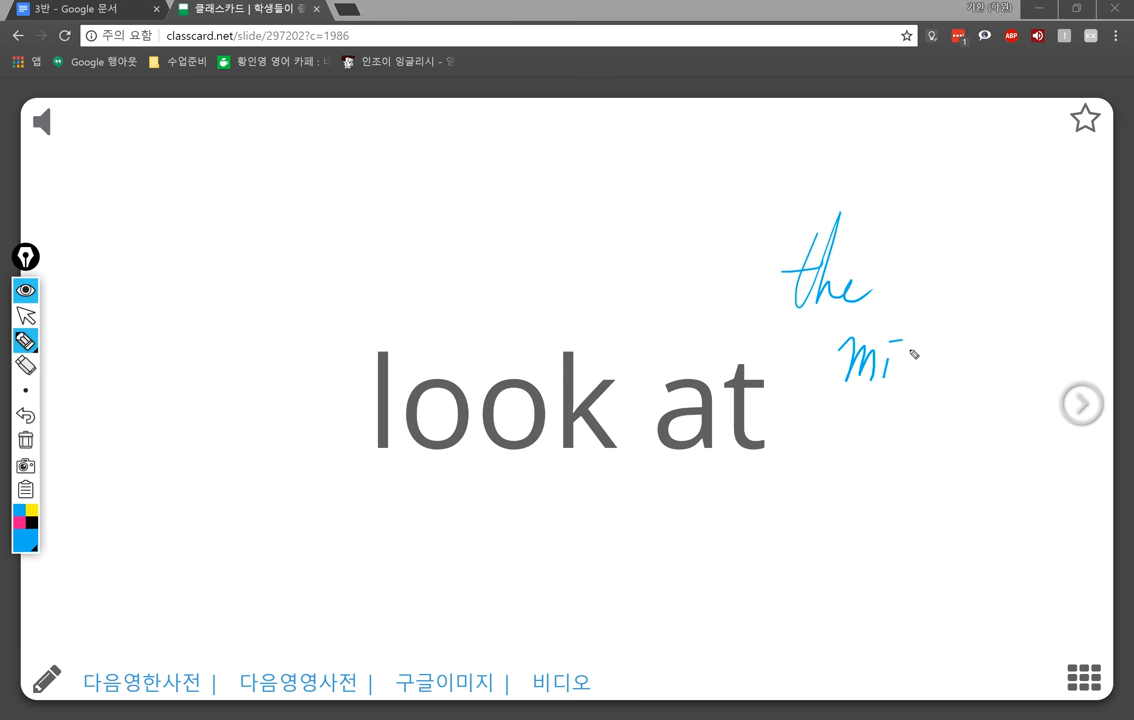 3반 - Google 문서
클래스카드 | 학생들이
주의 요함 classcard.net/slide/297202?c=1986
앱 Google 행아웃 수업준비 황인영 영어 카페 : 인조이 잉글리시 -
ABP
1
the
mi
look at
다음영한사전 | 다음영영사전 | 구글이미지 | 비디오